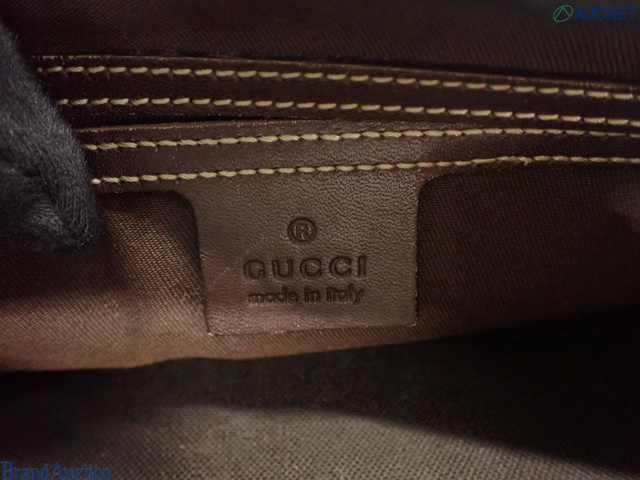 AUCNET
®
GUCCI
made in italy
Brand Auction